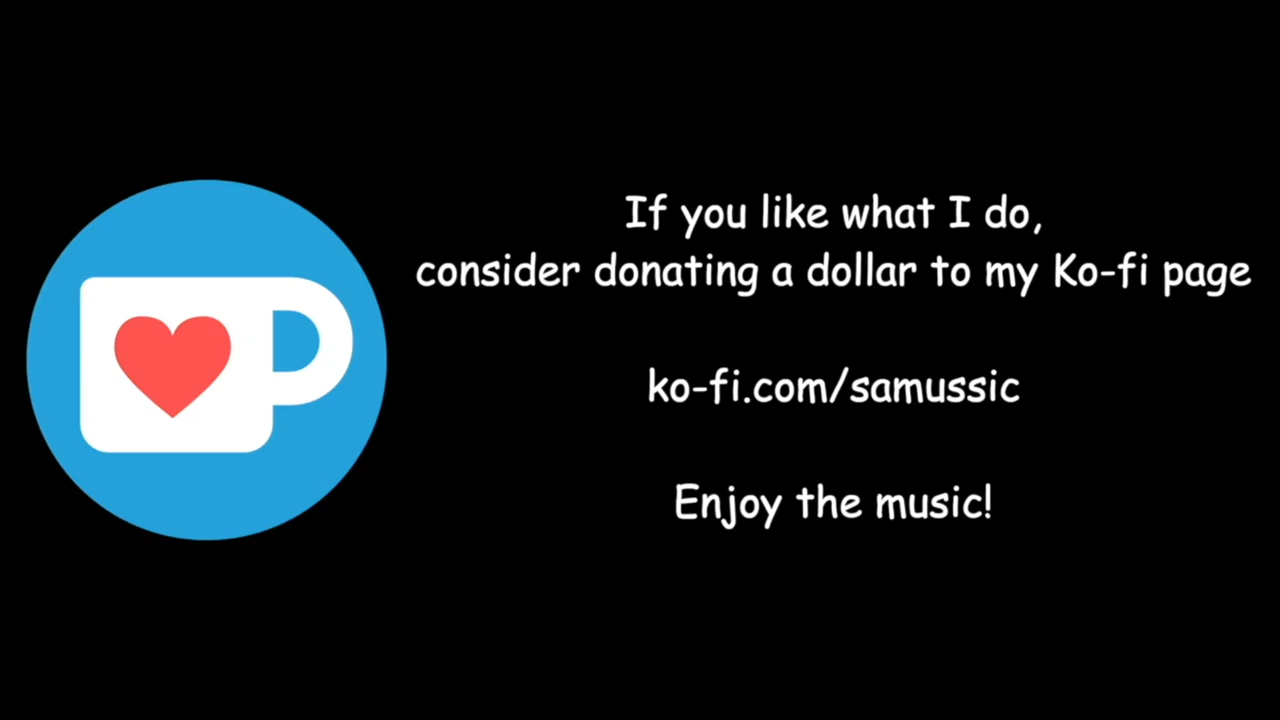 If you like what I do,
consider donating a dollar to my Ko-fi page
ko-fi.com/samussic
Enjoy the music!